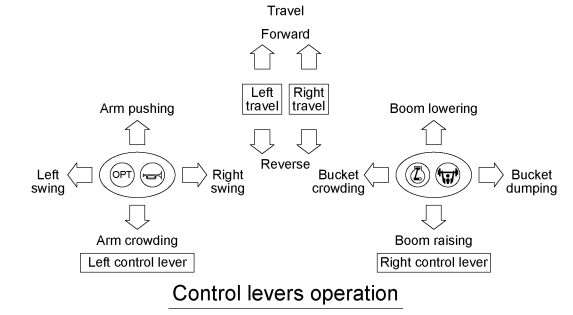 Travel
Forward
Left travel
Right travel
Reverse
Arm pushing
Left swing
OPT
Right swing
Arm crowding
Left control lever
Boom lowering
Bucket crowding
Bucket dumping
Boom raising
Right control lever
Control levers operation